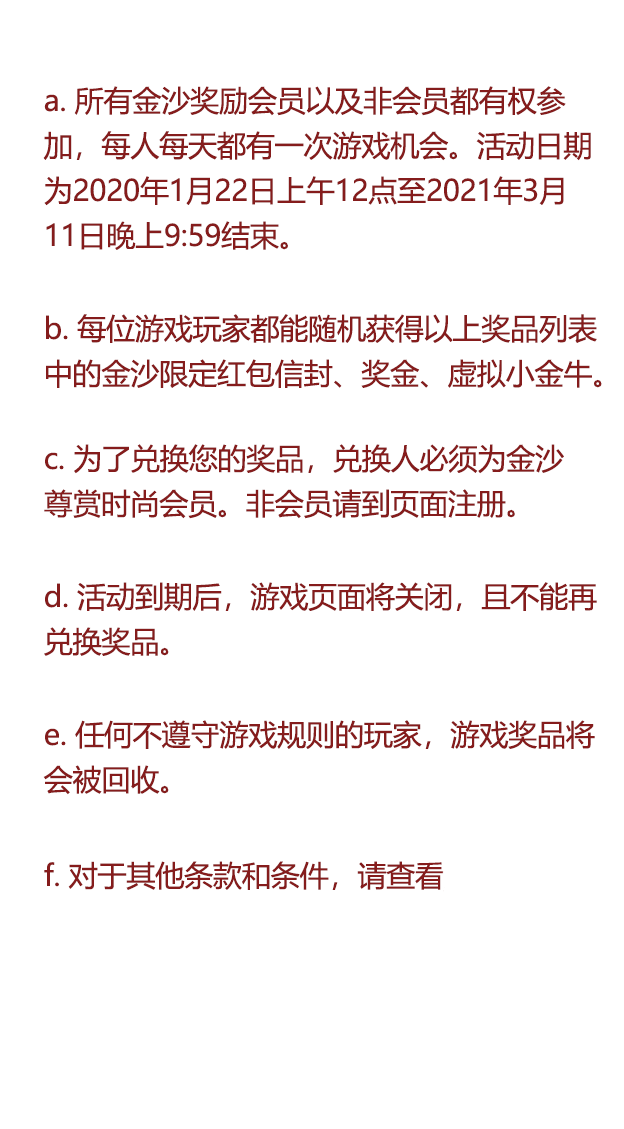 a. 所有金沙奖励会员以及非会员都有权参
加，每人每天都有一次游戏机会。活动日期
为2020年1月22日上午12点至2021年3月
11日晚上9:59结束。
b. 每位游戏玩家都能随机获得以上奖品列表
中的金沙限定红包信封、奖金、虚拟小金牛。
c. 为了兑换您的奖品，兑换人必须为金沙
尊赏时尚会员。非会员请到页面注册。
d. 活动到期后，游戏页面将关闭，且不能再
兑换奖品。
e. 任何不遵守游戏规则的玩家，游戏奖品将
会被回收。
f. 对于其他条款和条件，请查看